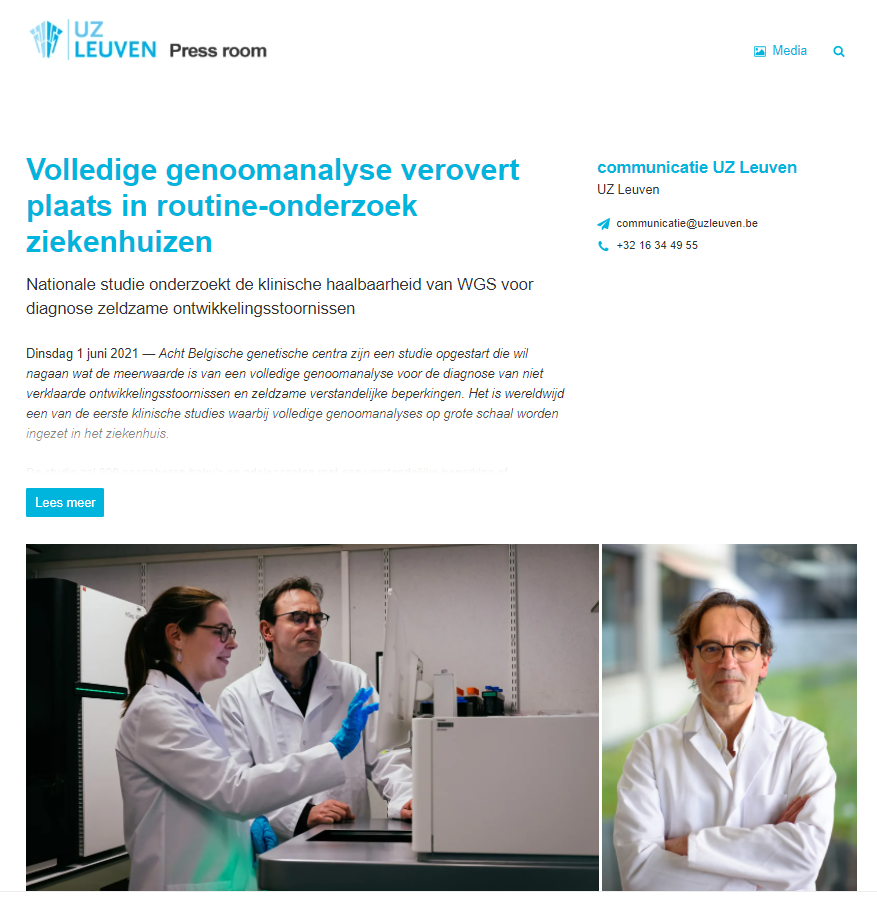 UZ
LEUVEN Press room
Media
Volledige genoomanalyse verovert
plaats in routine-onderzoek
ziekenhuizen
Nationale studie onderzoekt de klinische haalbaarheid van WGS voor
diagnose zeldzame ontwikkelingsstoornissen
Dinsdag 1 juni 2021 — Acht Belgische genetische centra zijn een studie opgestart die wil
nagaan wat de meerwaarde is van een volledige genoomanalyse voor de diagnose van niet
verklaarde ontwikkelingsstoornissen en zeldzame verstandelijke beperkingen. Het is wereldwijd
een van de eerste klinische studies waarbij volledige genoomanalyses op grote schaal worden
ingezet in het ziekenhuis.
Lees meer
communicatie UZ Leuven
UZ Leuven
communicatie@uzleuven.be
+32 16 34 49 55